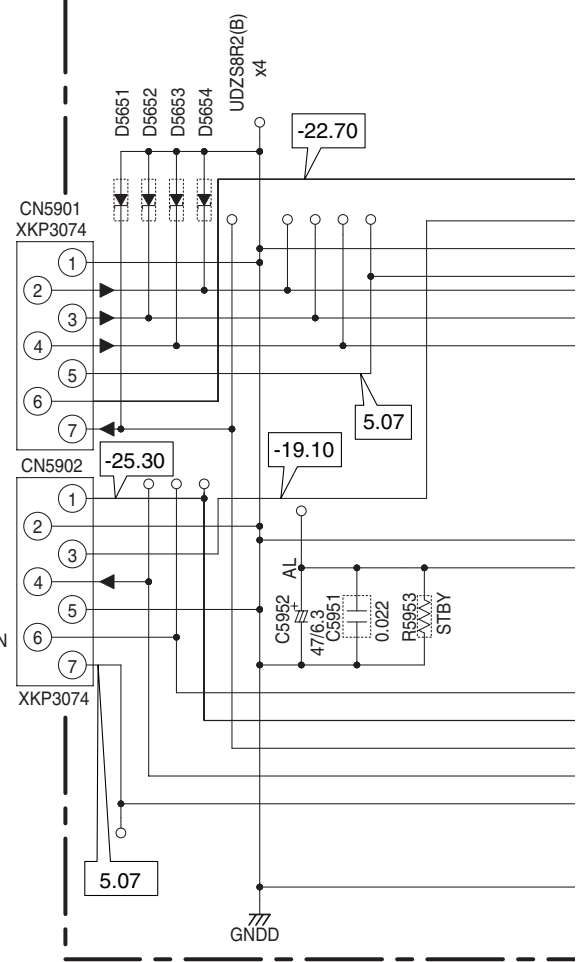 D5651
D5652
D5653
D5654
UDZS8R2(B)
x4
-22.70
CN5901
XKP3074
1
2
3
4
5
6
7
5.07
CN5902
-25.30
-19.10
1
2
3
4
5
6
7
AL
C5952
+
47/6.3
C5951
0.022
R5953
STBY
N
XKP3074
5.07
GNDD